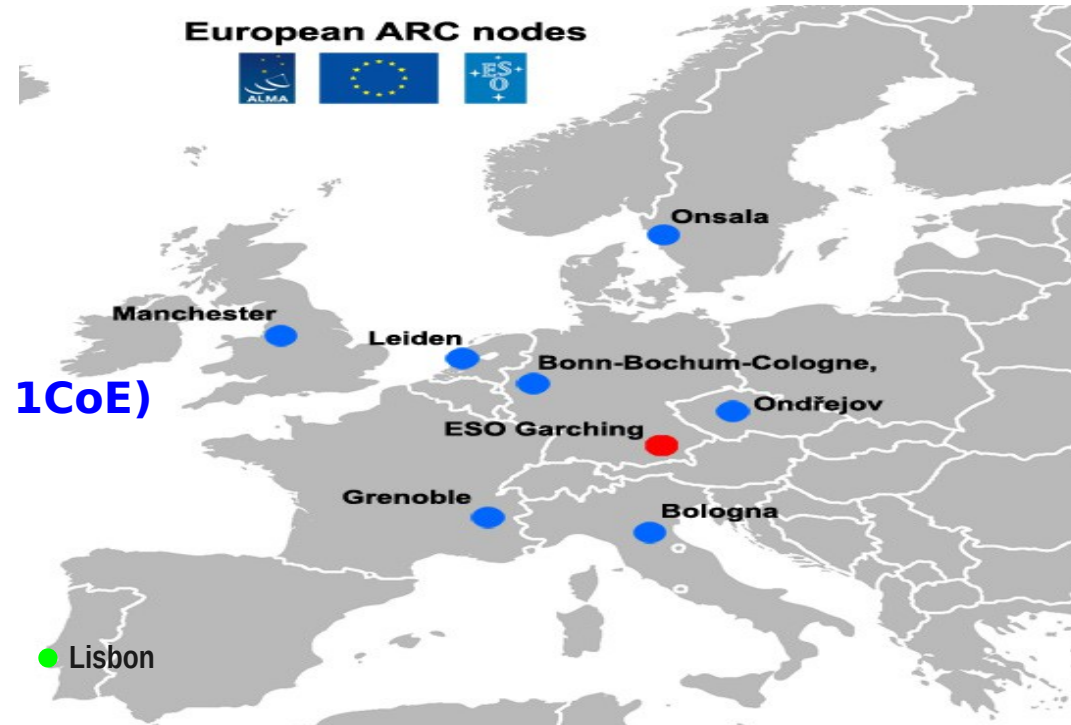 European ARC nodes
ALMA
ESO
Onsala
Manchester
Leiden
Bonn-Bochum-Cologne,
1CoE)
Ondřejov
ESO Garching
Grenoble
Bologna
Lisbon